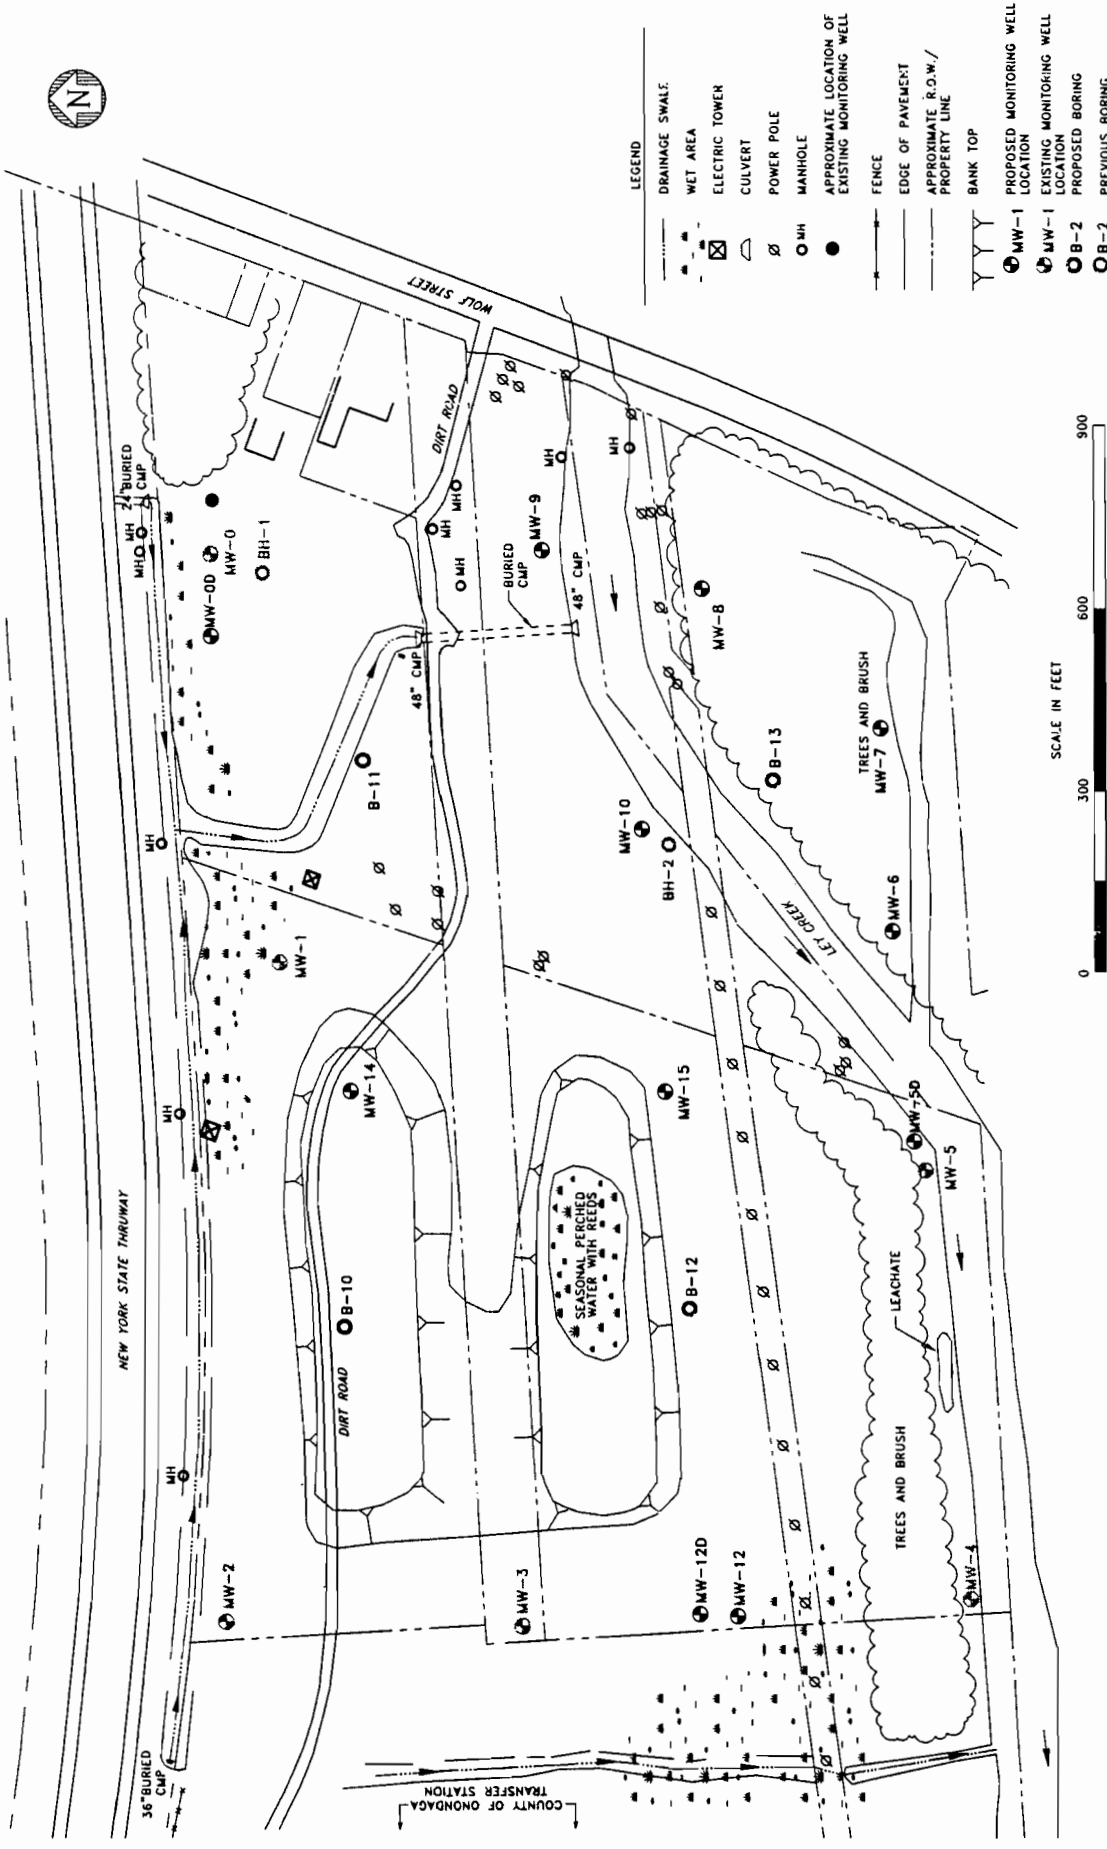 N
NEW YORK STATE THRUWAY
36"BURIED
CMP
MH
MH
MH
MH
MH
24"BURIED
CMP
MW-2
MW-1
MW-0D
MW-0
BH-1
B-11
48" CMP
DIRT ROAD
WOLF STREET
MH
MH
MH
MH
MH
MW-9
BURIED
CMP
48" CMP
DIRT ROAD
B-10
MW-14
MW-3
SEASONAL PERCHED
WATER WITH REEDS
MW-15
B-12
MW-10
BH-2
MW-8
B-13
MW-12D
MW-12
LEY CREEK
TREES AND BRUSH
MW-7
MW-6
MW-5D
MW-5
LEACHATE
TREES AND BRUSH
MW-4
COUNTY OF ONONDAGA
TRANSFER STATION
LEGEND
DRAINAGE SWALE
WET AREA
ELECTRIC TOWER
CULVERT
POWER POLE
MH MANHOLE
APPROXIMATE LOCATION OF
EXISTING MONITORING WELL
FENCE
EDGE OF PAVEMENT
APPROXIMATE R.O.W./
PROPERTY LINE
BANK TOP
MW-1 PROPOSED MONITORING WELL
LOCATION
MW-1 EXISTING MONITORING WELL
LOCATION
B-2 PROPOSED BORING
B-2 PREVIOUS BORING
0 300 600 900
SCALE IN FEET